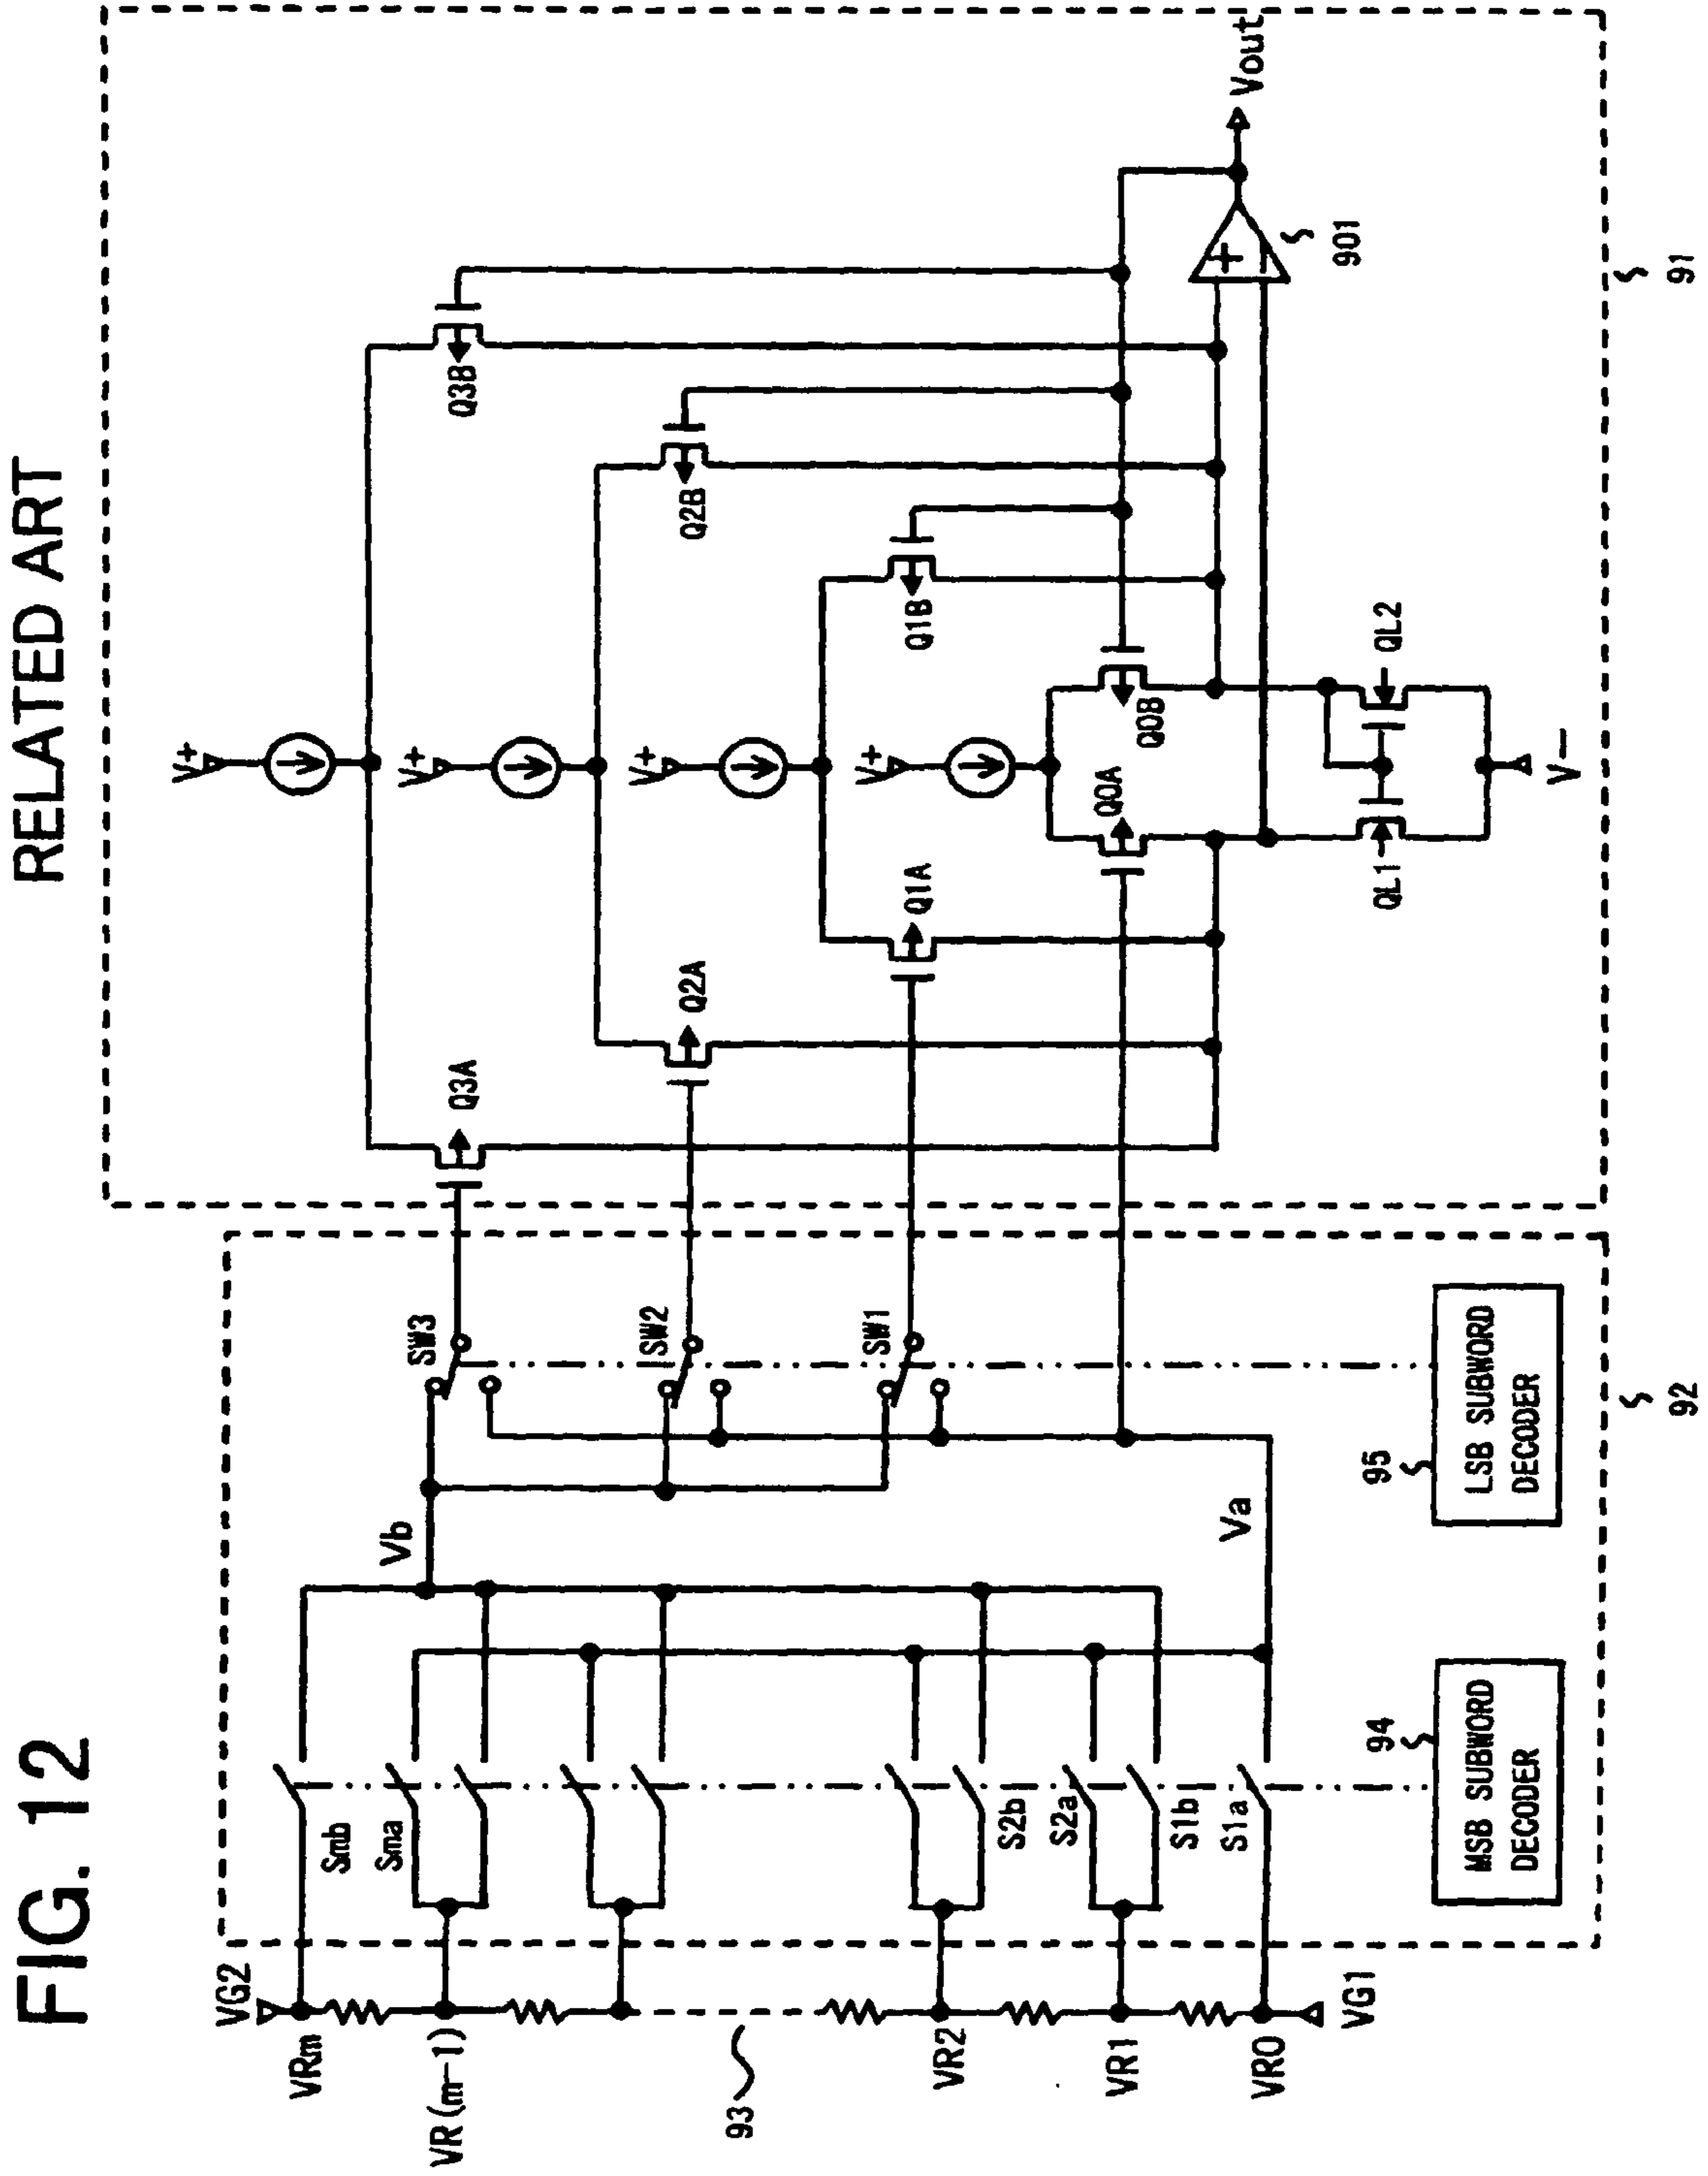 FIG. 12
RELATED ART
VG2
VRm
VR(m-1)
93
VR2
VR1
VR0
VG1
Smb
Sma
S2b
S2a
S1b
S1a
94
MSB SUBWORD
DECODER
Vb
Va
95
LSB SUBWORD
DECODER
92
SW3
SW2
SW1
Q3A
Q2A
Q1A
Q0A
V+
V+
V+
V+
Q0B
Q1B
Q2B
Q3B
QL1
QL2
V-
+
-
901
Vout
91